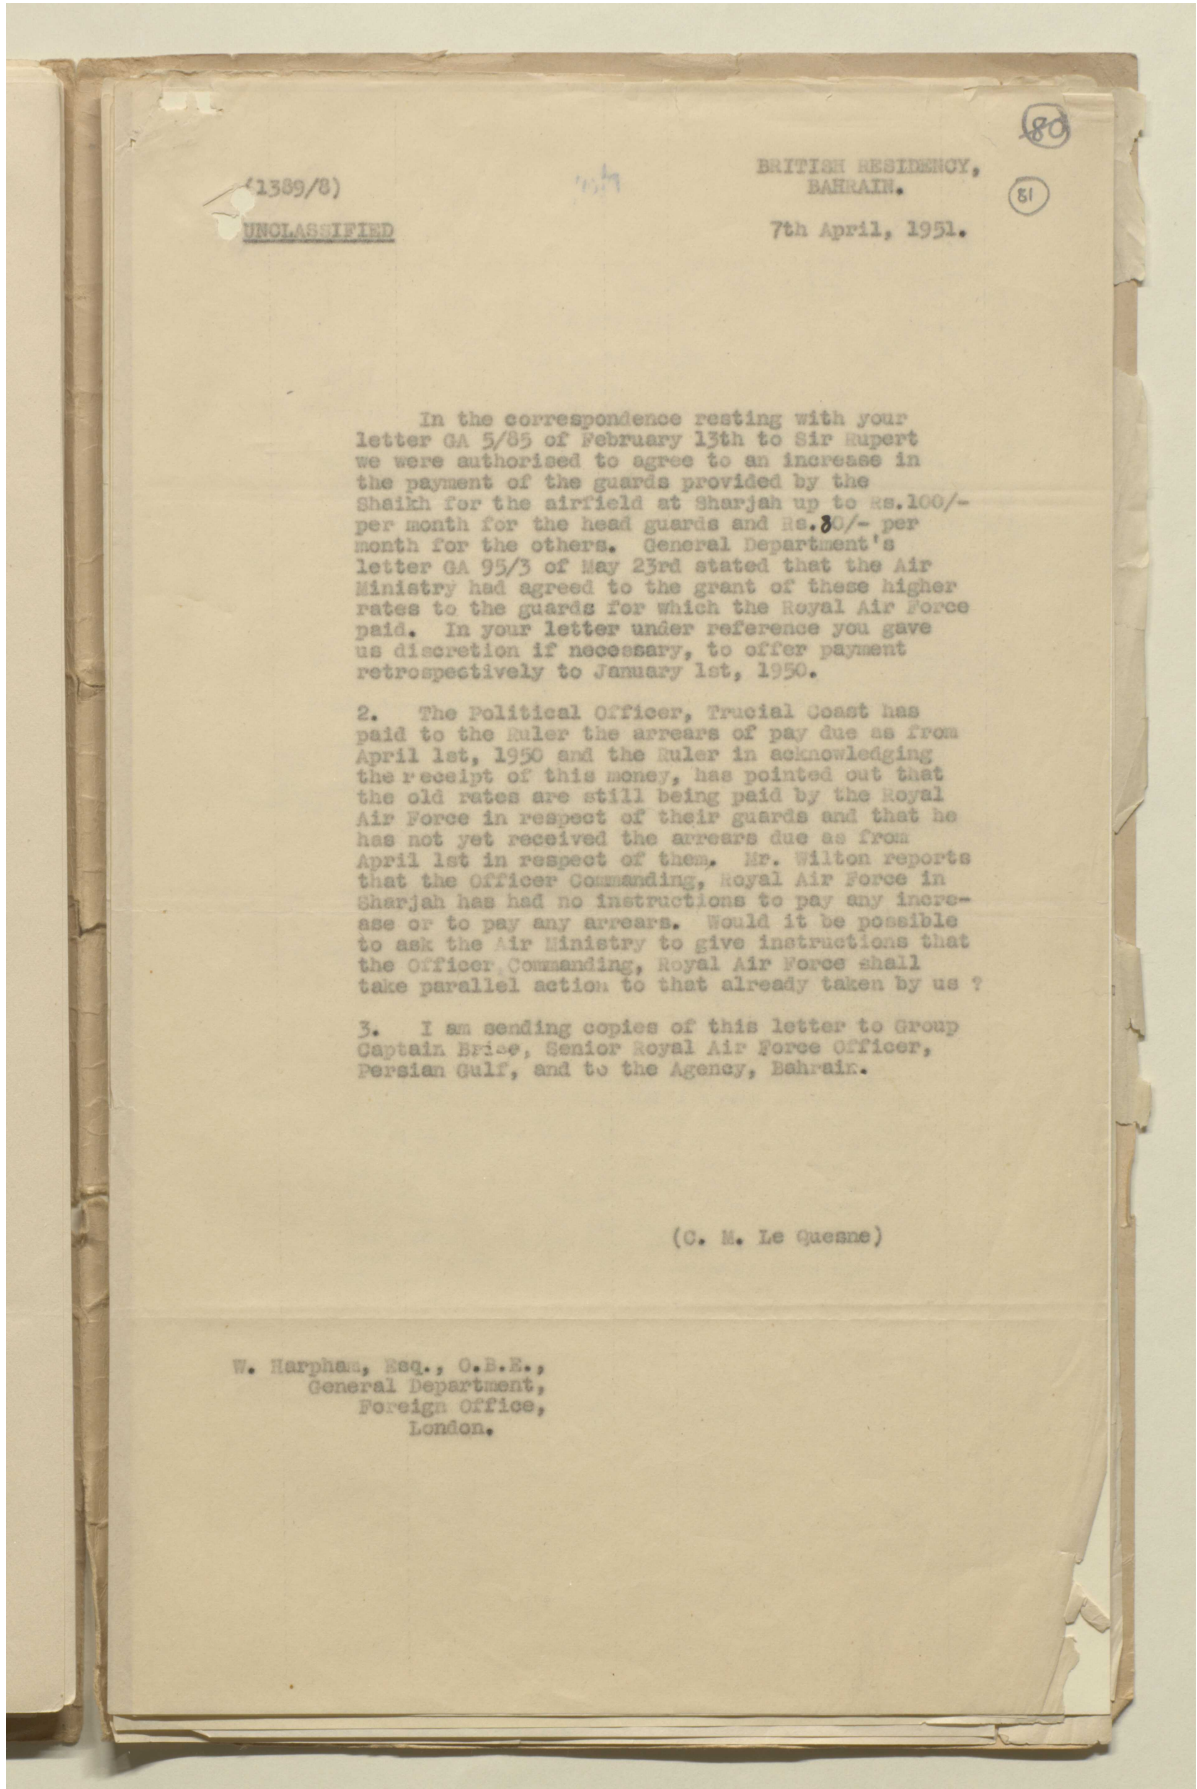 80
BRITISH RESIDENCY,
(1389/8)
BAHRAIN.
81
UNCLASSIFIED
7th April, 1951.
In the correspondence resting with your
letter GA 5/85 of February 13th to Sir Rupert
we were authorised to agree to an increase in
the payment of the guards provided by the
Shaikh for the airfield at Sharjah up to Rs.100/-
per month for the head guards and Rs.80/- per
month for the others. General Department's
letter GA 95/3 of May 23rd stated that the Air
Ministry had agreed to the grant of these higher
rates to the guards for which the Royal Air Force
paid. In your letter under reference you gave
us discretion if necessary, to offer payment
retrospectively to January 1st, 1950.
2. The Political Officer, Trucial Coast has
paid to the Ruler the arrears of pay due as from
April 1st, 1950 and the Ruler in acknowledging
the receipt of this money, has pointed out that
the old rates are still being paid by the Royal
Air Force in respect of their guards and that he
has not yet received the arrears due as from
April 1st in respect of them. Mr. Wilton reports
that the Officer Commanding, Royal Air Force in
Sharjah has had no instructions to pay any incre-
ase or to pay any arrears. Would it be possible
to ask the Air Ministry to give instructions that
the Officer Commanding, Royal Air Force shall
take parallel action to that already taken by us ?
3. I am sending copies of this letter to Group
Captain Brise, Senior Royal Air Force Officer,
Persian Gulf, and to the Agency, Bahrain.
(C. M. Le Quesne)
W. Harpham, Esq., O.B.E.,
General Department,
Foreign Office,
London.